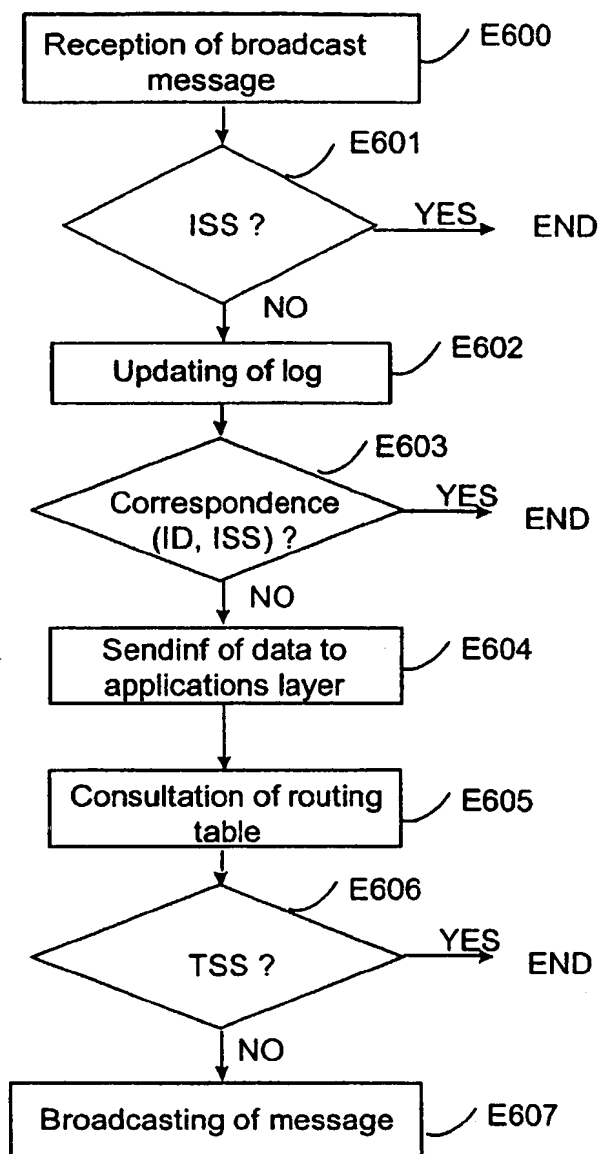 Reception of broadcast
message
E600
E601
ISS ?
YES
END
NO
Updating of log
E602
E603
Correspondence
(ID, ISS) ?
YES
END
NO
Sendinf of data to
applications layer
E604
Consultation of routing
table
E605
E606
TSS ?
YES
END
NO
Broadcasting of message
E607